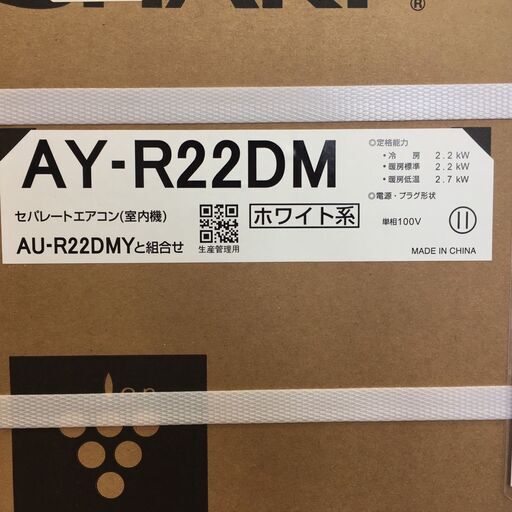 ®
AY-R22DM
セパレートエアコン(室内機)
AU-R22DMYと組合せ
生産管理用
ホワイト系
◎定格能力
・冷 房 2.2 kW
・暖房標準 2.2 kW
・暖房低温 2.7 kW
◎電源・プラグ形状
単相100V
MADE IN CHINA